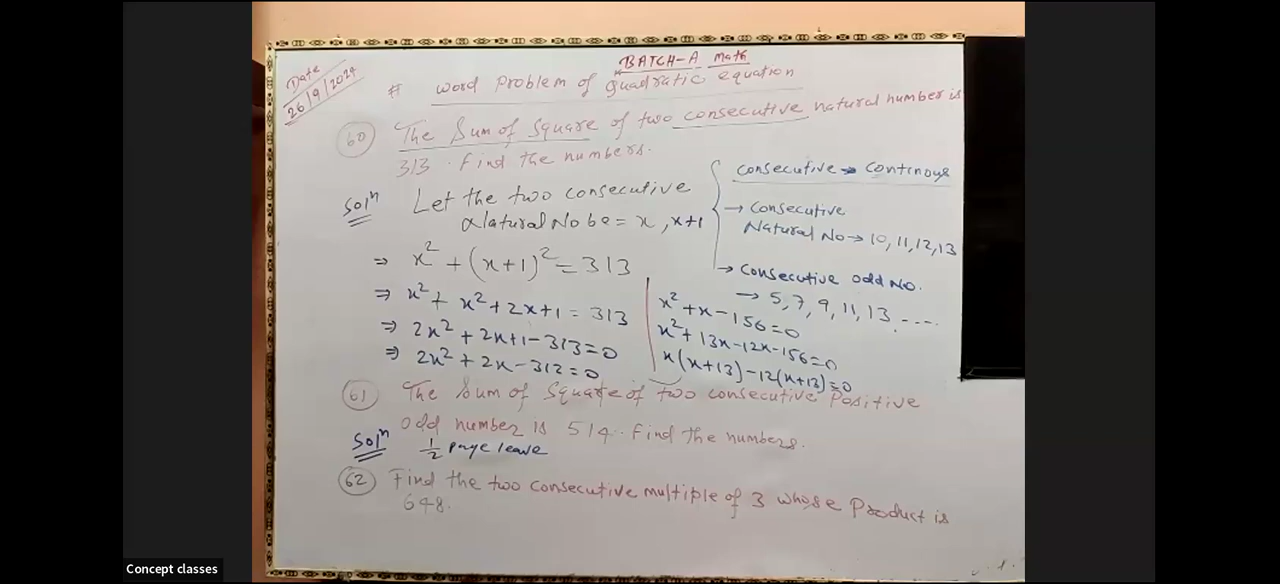 Date
26/9/2024
BATCH-A Math
# word Problem of quadratic equation
60 The Sum of Square of two consecutive natural number is
313. Find the numbers.
Solⁿ Let the two consecutive
Natural No be = x, x+1
⇒ x² + (x+1)² = 313
⇒ x² + x² + 2x+1 = 313
⇒ 2x² + 2x+1-313=0
⇒ 2x² + 2x-312=0
consecutive → continous
→ Consecutive
Natural No → 10, 11, 12, 13
→ Consecutive odd No.
→ 5, 7, 9, 11, 13 ....
x² + x - 156 = 0
x² + 13x - 12x - 156 = 0
x(x+13) - 12(x+13) = 0
61 The Sum of Square of two consecutive Positive
odd number is 514. Find the numbers.
Solⁿ 1/2 page leave
62 Find the two consecutive multiple of 3 whose Product is
648.
Concept classes